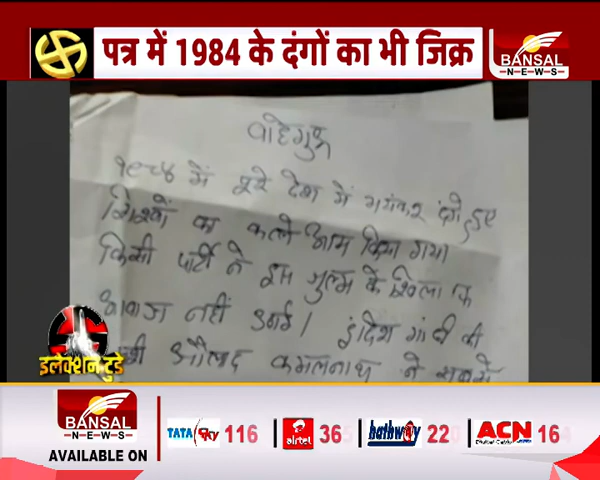 पत्र में 1984 के दंगों का भी जिक्र
BANSAL
NEWS
वाहेगुरू
१९८४ में पूरे देश में भयंकर दंगे हुए
सिखों का कत्ले आम किया गया
किसी पार्टी ने इस जुल्म के खिलाफ
आवाज नहीं उठाई। इंदिरा गांधी की
औलाद कमलनाथ ने सबसे
इलेक्शन टुडे
BANSAL
NEWS
AVAILABLE ON
TATA sky 116
airtel 36
hathway 22
ACN 16